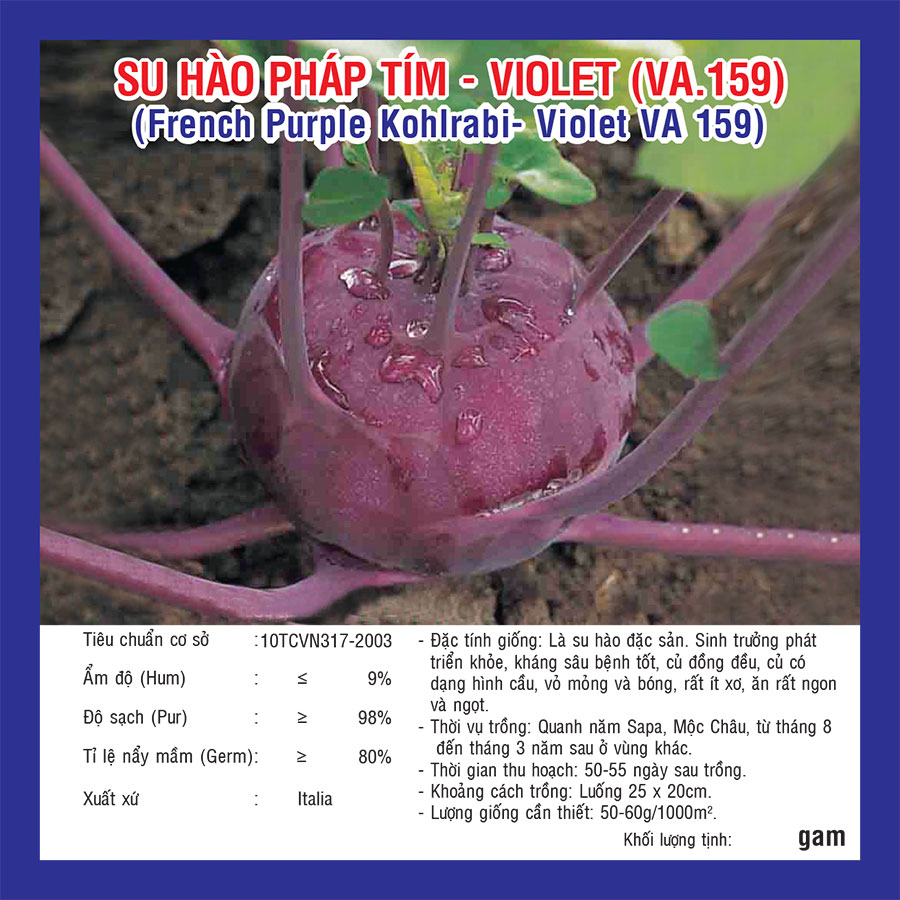 SU HÀO PHÁP TÍM - VIOLET (VA.159)
(French Purple Kohlrabi- Violet VA 159)
Tiêu chuẩn cơ sở :10TCVN317-2003
Ẩm độ (Hum) : ≤ 9%
Độ sạch (Pur) : ≥ 98%
Tỉ lệ nẩy mầm (Germ): ≥ 80%
Xuất xứ : Italia
- Đặc tính giống: Là su hào đặc sản. Sinh trưởng phát
triển khỏe, kháng sâu bệnh tốt, củ đồng đều, củ có
dạng hình cầu, vỏ mỏng và bóng, rất ít xơ, ăn rất ngon
và ngọt.
- Thời vụ trồng: Quanh năm Sapa, Mộc Châu, từ tháng 8
đến tháng 3 năm sau ở vùng khác.
- Thời gian thu hoạch: 50-55 ngày sau trồng.
- Khoảng cách trồng: Luống 25 x 20cm.
- Lượng giống cần thiết: 50-60g/1000m².
Khối lượng tịnh: gam